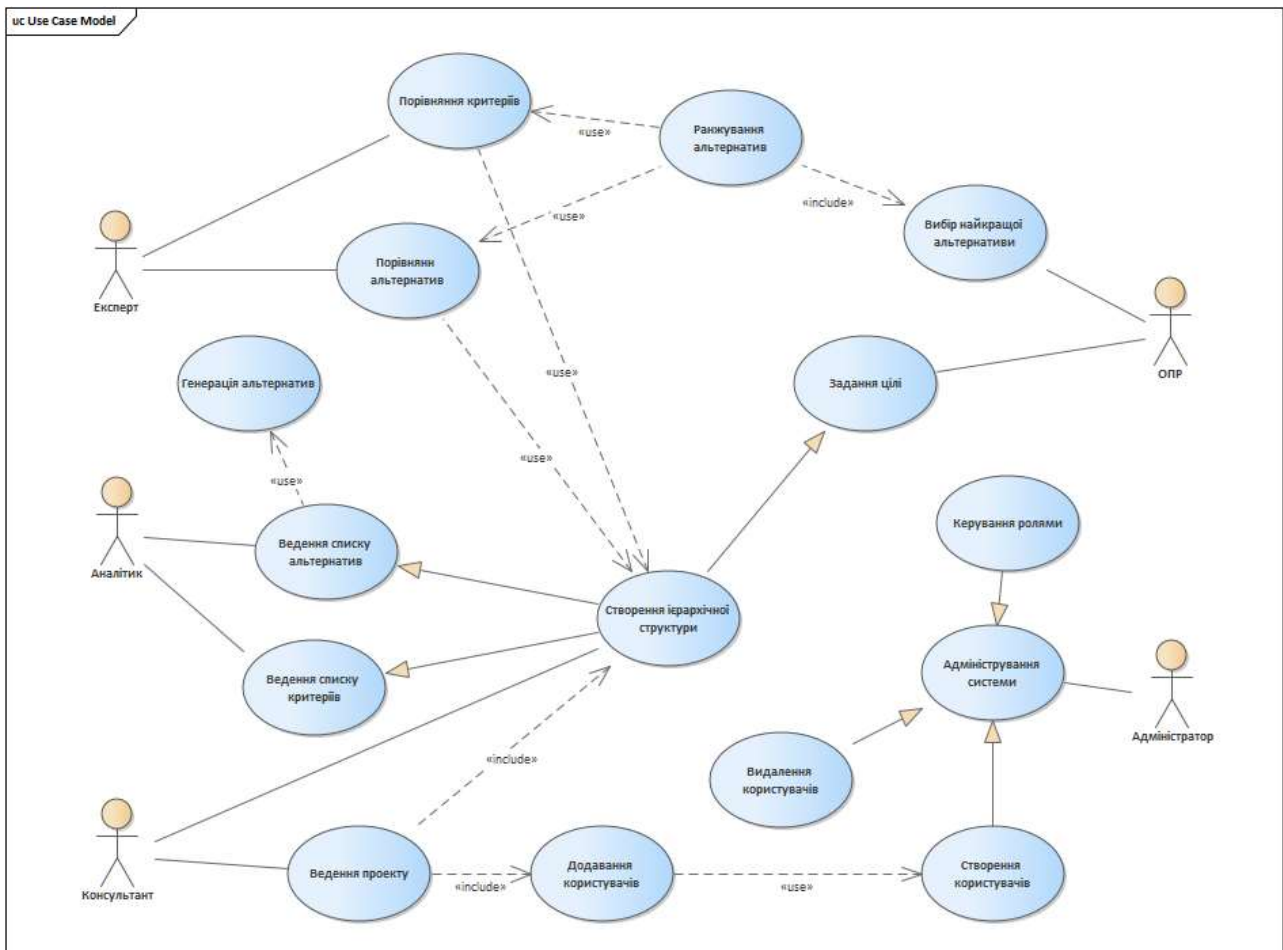 uc Use Case Model
Порівняння критеріїв
«use»
Ранжування
альтернатив
«include»
«use»
Вибір найкращої
альтернативи
Порівнянн
альтернатив
Експерт
ОПР
Генерація альтернатив
«use»
Задання цілі
«use»
«use»
Ведення списку
альтернатив
Керування ролями
Аналітик
Створення ієрархічної
структури
Ведення списку
критеріїв
Адміністрування
системи
Адміністратор
«include»
Видалення
користувачів
Ведення проекту
«include»
Додавання
користувачів
«use»
Створення
користувачів
Консультант